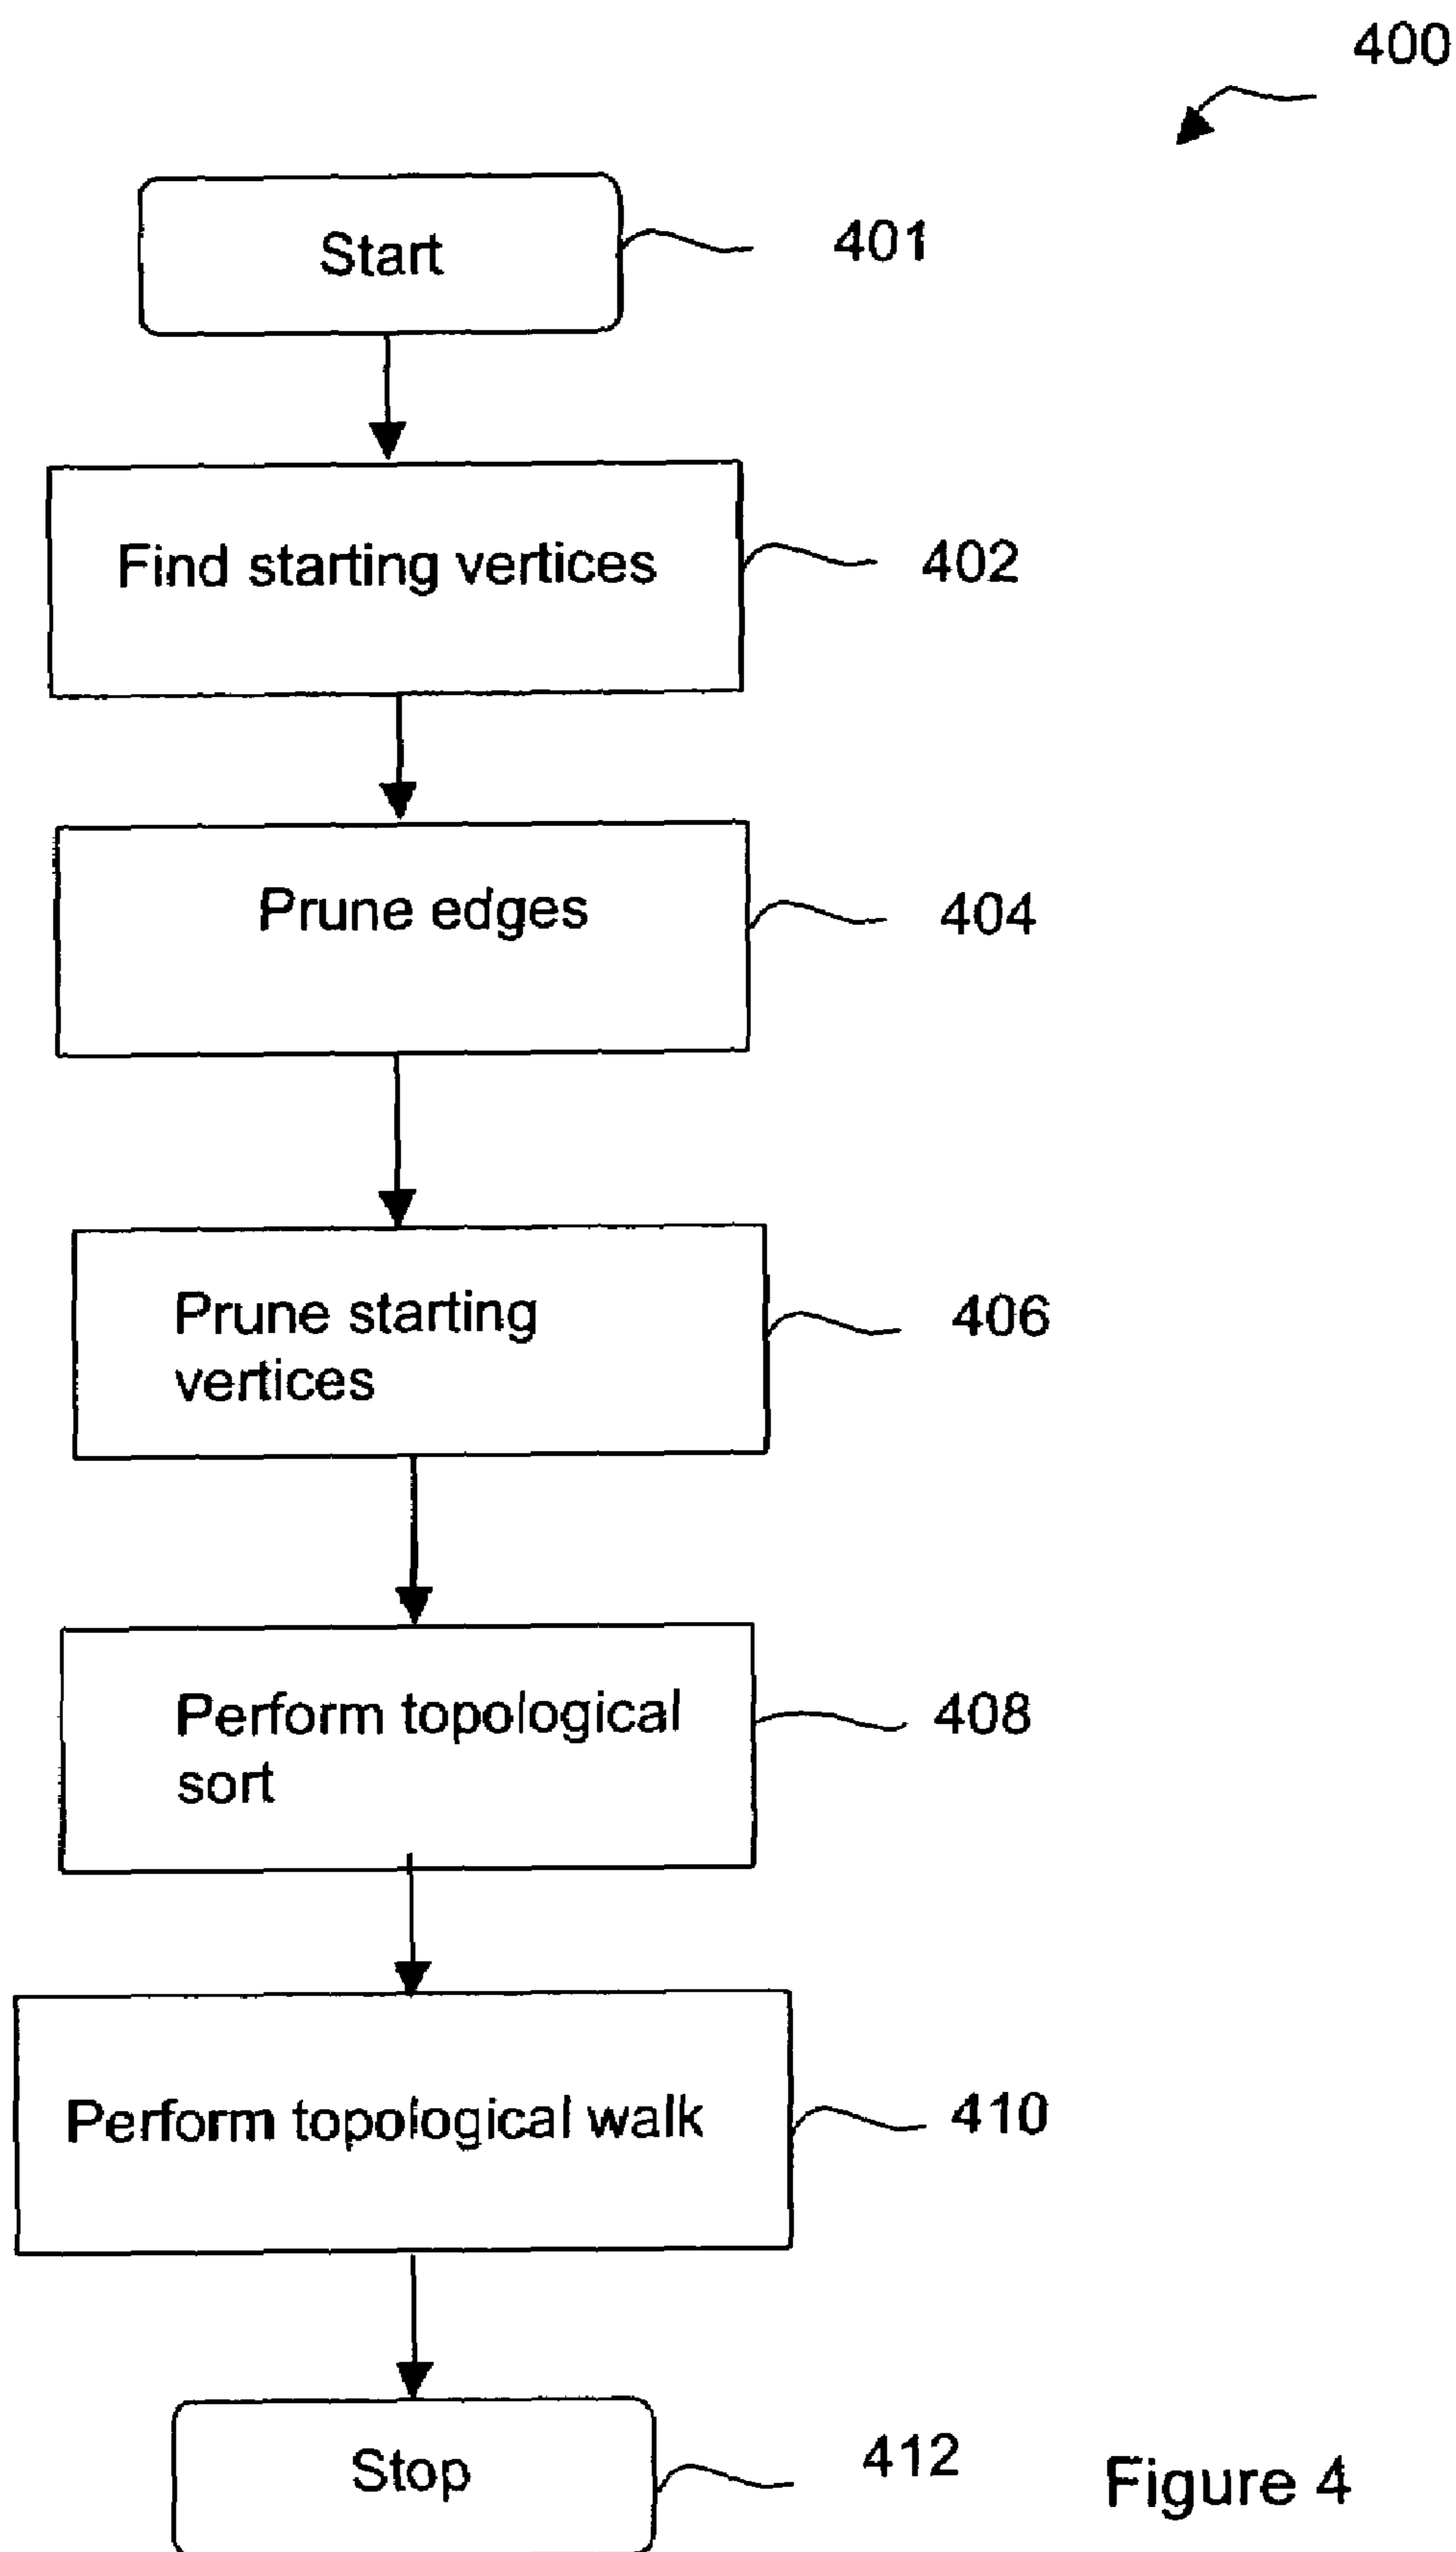 400
Start
401
Find starting vertices
402
Prune edges
404
Prune starting
vertices
406
Perform topological
sort
408
Perform topological walk
410
Stop
412
Figure 4